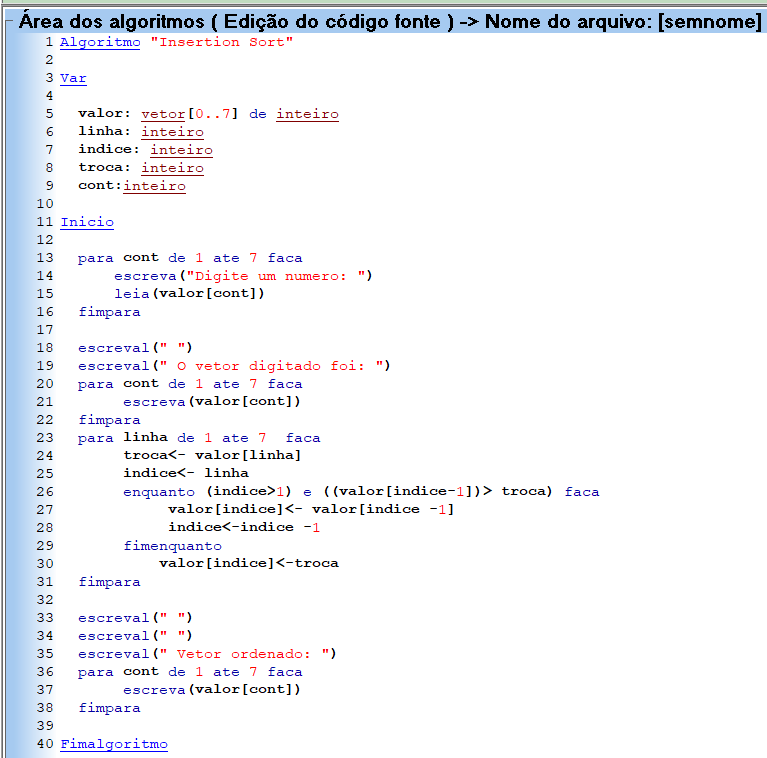 Área dos algoritmos ( Edição do código fonte ) -> Nome do arquivo: [semnome]
1 Algoritmo "Insertion Sort"
2
3 Var
4
5 valor: vetor[0..7] de inteiro
6 linha: inteiro
7 indice: inteiro
8 troca: inteiro
9 cont:inteiro
10
11 Inicio
12
13 para cont de 1 ate 7 faca
14 escreva("Digite um numero: ")
15 leia(valor[cont])
16 fimpara
17
18 escreval(" ")
19 escreval(" O vetor digitado foi: ")
20 para cont de 1 ate 7 faca
21 escreva(valor[cont])
22 fimpara
23 para linha de 1 ate 7  faca
24 troca<- valor[linha]
25 indice<- linha
26 enquanto (indice>1) e ((valor[indice-1])> troca) faca
27 valor[indice]<- valor[indice -1]
28 indice<-indice -1
29 fimenquanto
30 valor[indice]<-troca
31 fimpara
32
33 escreval(" ")
34 escreval(" ")
35 escreval(" Vetor ordenado: ")
36 para cont de 1 ate 7 faca
37 escreva(valor[cont])
38 fimpara
39
40 Fimalgoritmo